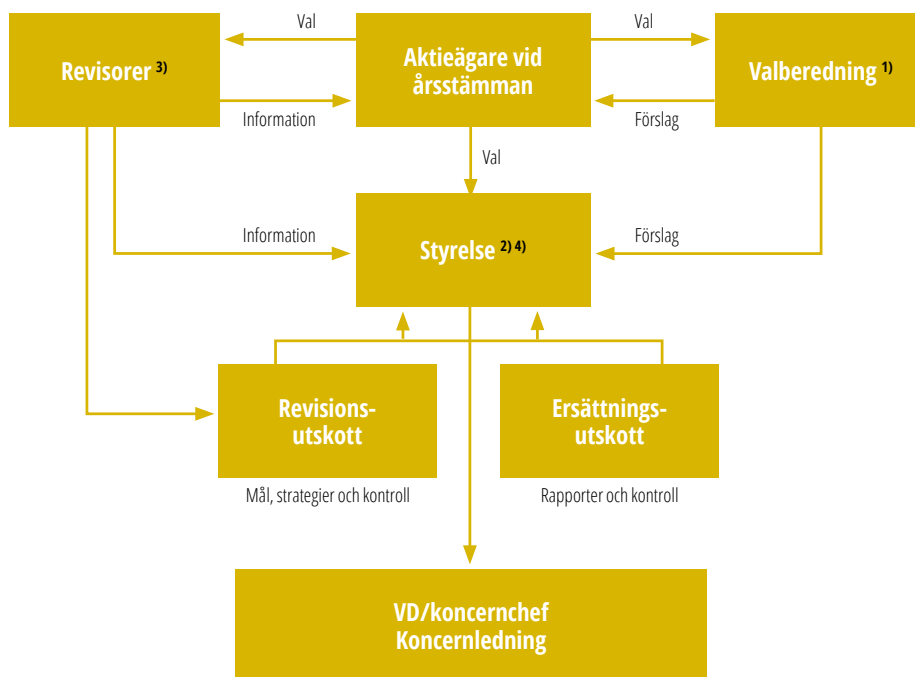 Val
Val
Revisorer 3)
Aktieägare vid
årsstämman
Valberedning 1)
Information
Förslag
Val
Information
Styrelse 2) 4)
Förslag
Revisions-
utskott
Ersättnings-
utskott
Mål, strategier och kontroll
Rapporter och kontroll
VD/koncernchef
Koncernledning